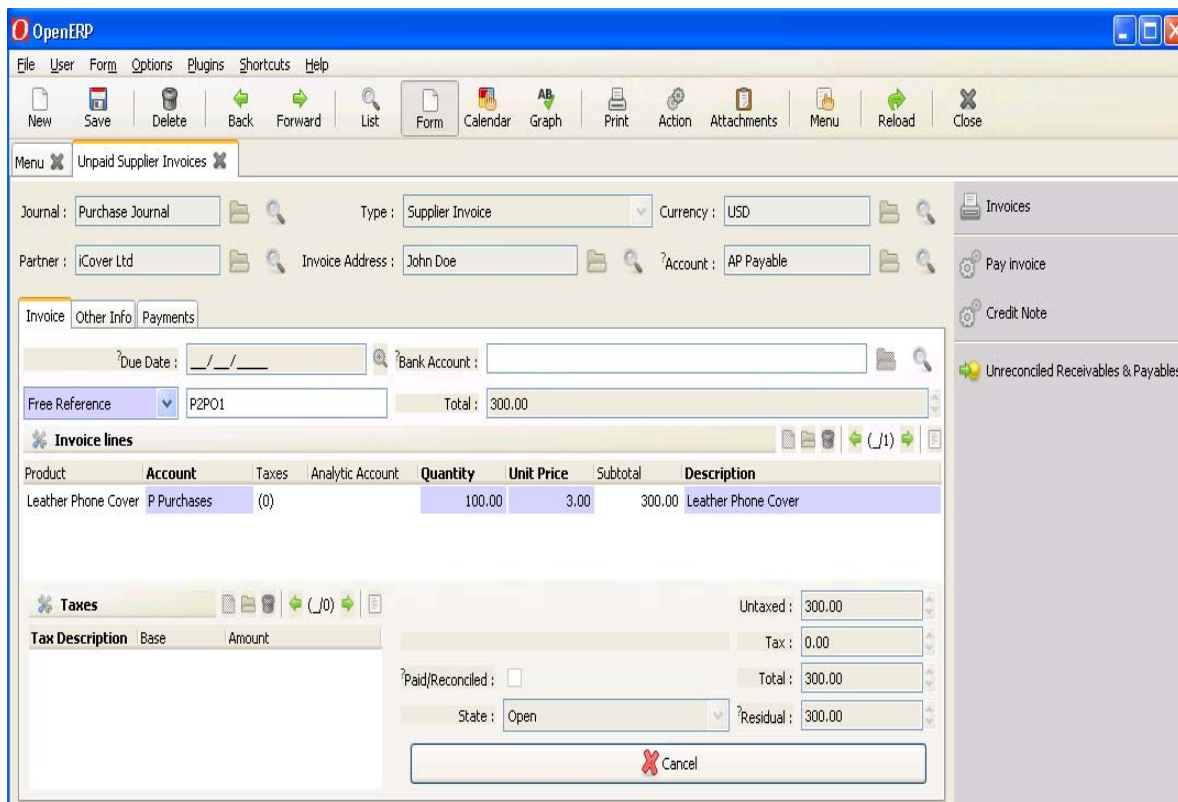 OpenERP
File User Form Options Plugins Shortcuts Help
New Save Delete Back Forward List Form Calendar Graph Print Action Attachments Menu Reload Close
Menu Unpaid Supplier Invoices
Journal : Purchase Journal Type : Supplier Invoice Currency : USD Invoices
Partner : iCover Ltd Invoice Address : John Doe ?Account : AP Payable Pay invoice
Credit Note
Invoice Other Info Payments
?Due Date : __/__/____ ?Bank Account : Unreconciled Receivables & Payables
Free Reference P2PO1 Total : 300.00
Invoice lines (_/1)
Product Account Taxes Analytic Account Quantity Unit Price Subtotal Description
Leather Phone Cover P Purchases (0) 100.00 3.00 300.00 Leather Phone Cover
Taxes (_/0) Untaxed : 300.00
Tax Description Base Amount Tax : 0.00
?Paid/Reconciled : Total : 300.00
State : Open ?Residual : 300.00
Cancel